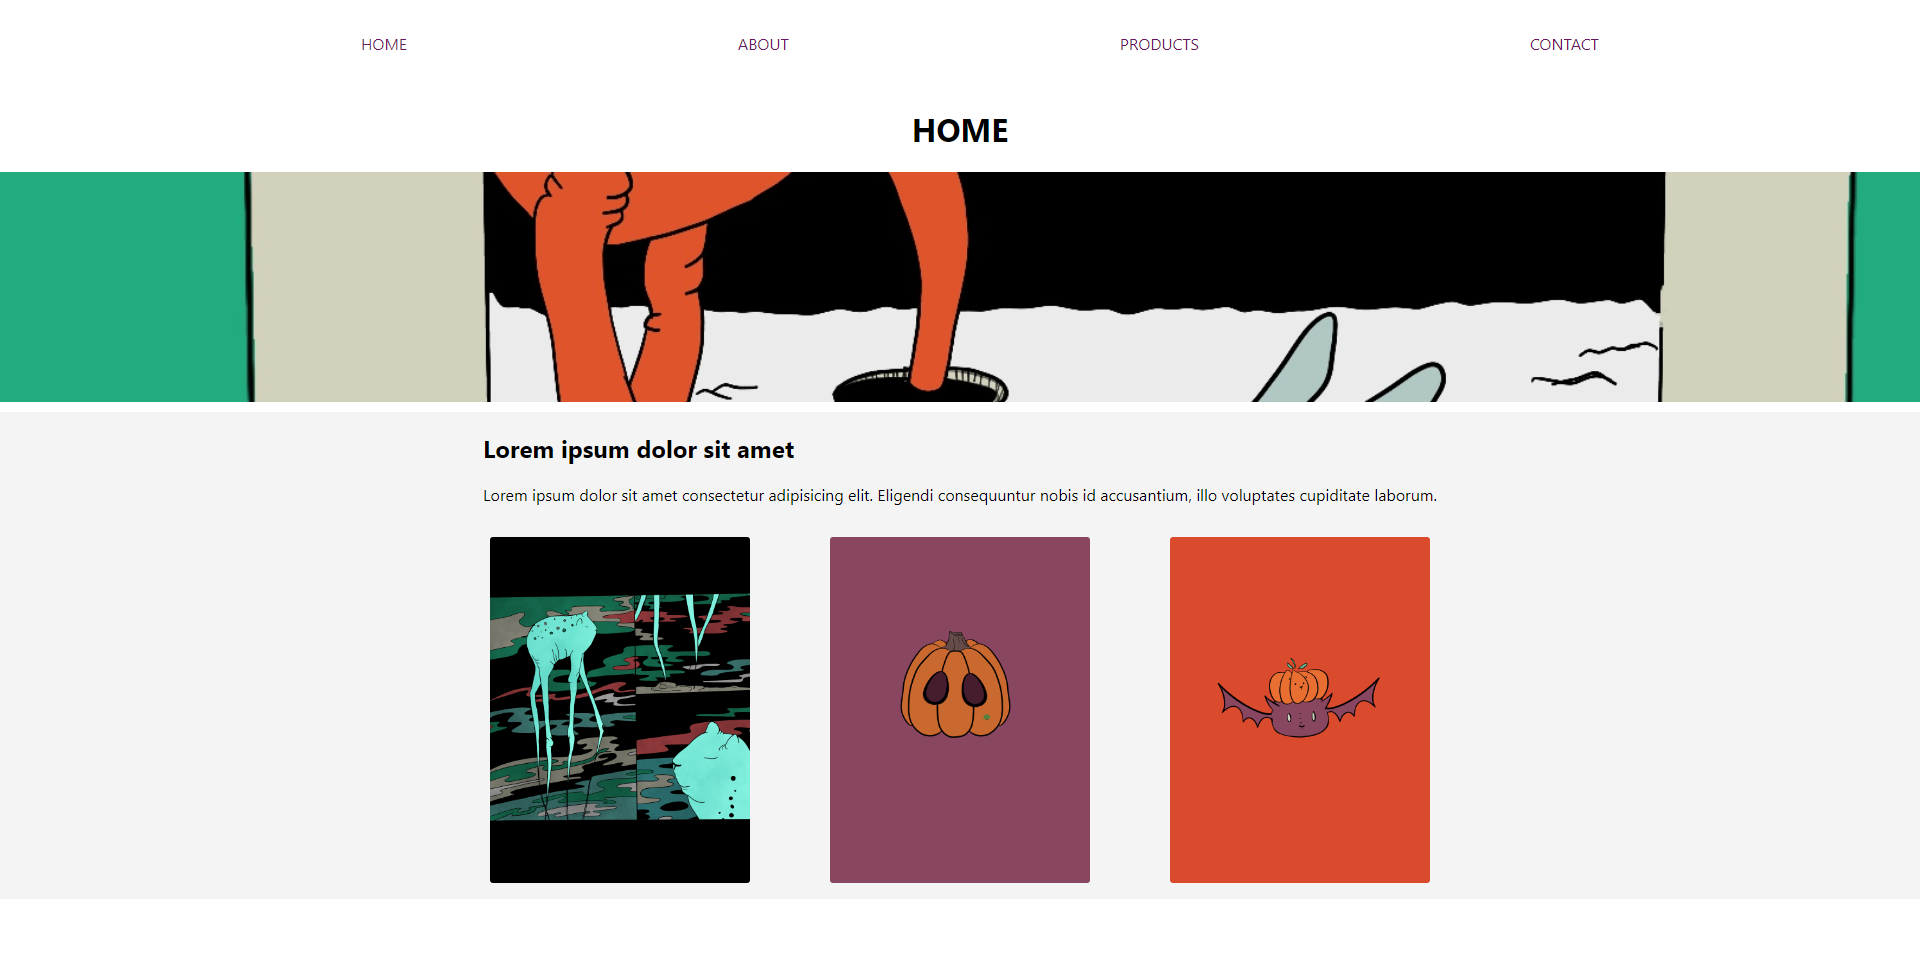 HOME
ABOUT
PRODUCTS
CONTACT
HOME
Lorem ipsum dolor sit amet
Lorem ipsum dolor sit amet consectetur adipisicing elit. Eligendi consequuntur nobis id accusantium, illo voluptates cupiditate laborum.